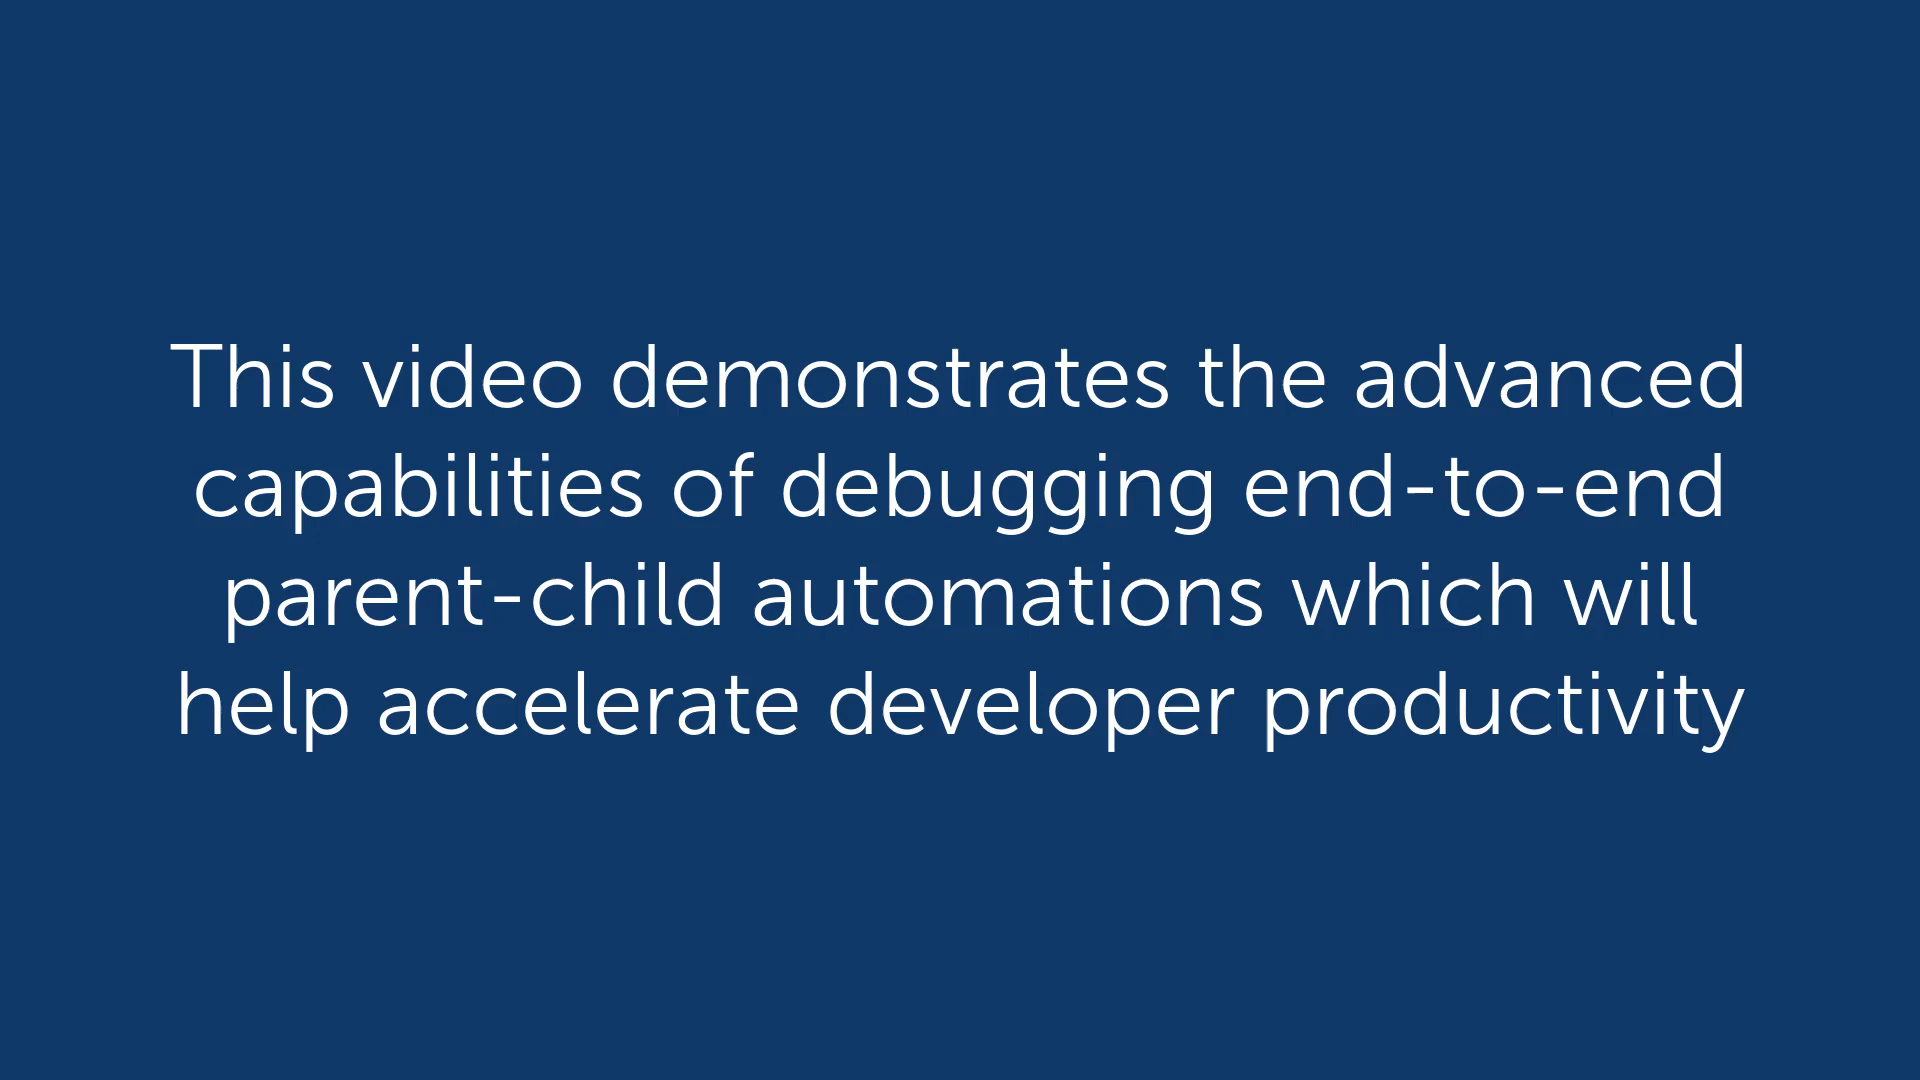 This video demonstrates the advanced
capabilities of debugging end-to-end
parent-child automations which will
help accelerate developer productivity